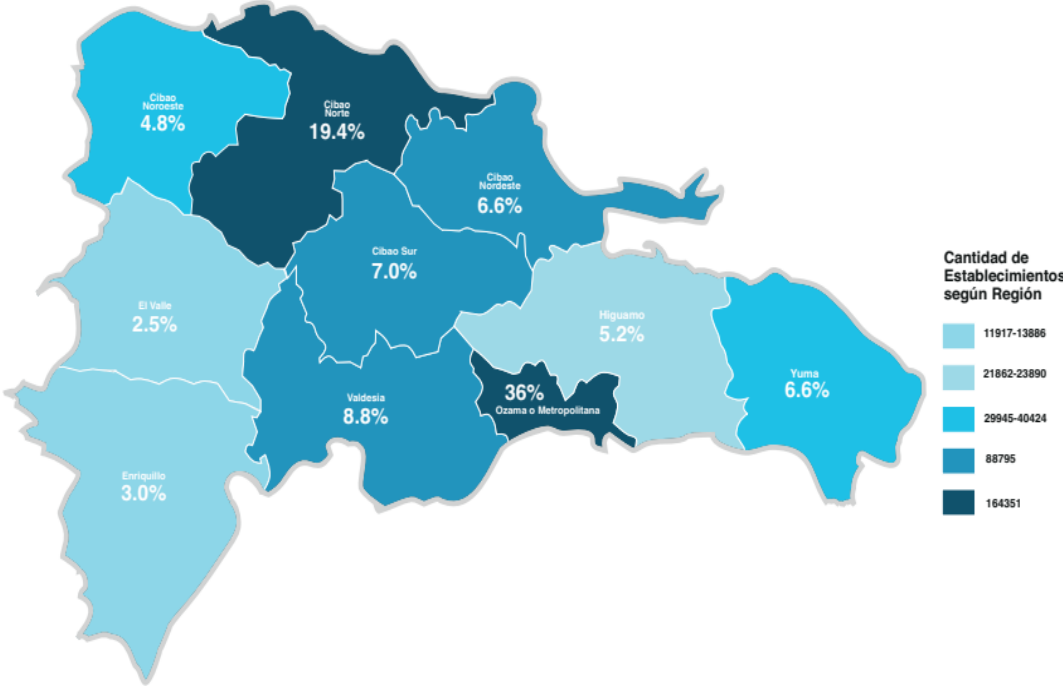 Cibao
Noroeste
4.8%
Cibao
Norte
19.4%
Cibao
Nordeste
6.6%
Cibao Sur
7.0%
El Valle
2.5%
Higuamo
5.2%
Yuma
6.6%
Valdesia
8.8%
36%
Ozama o Metropolitana
Enriquillo
3.0%
Cantidad de
Establecimientos
según Región
11917-13886
21862-23890
29945-40424
88795
164351